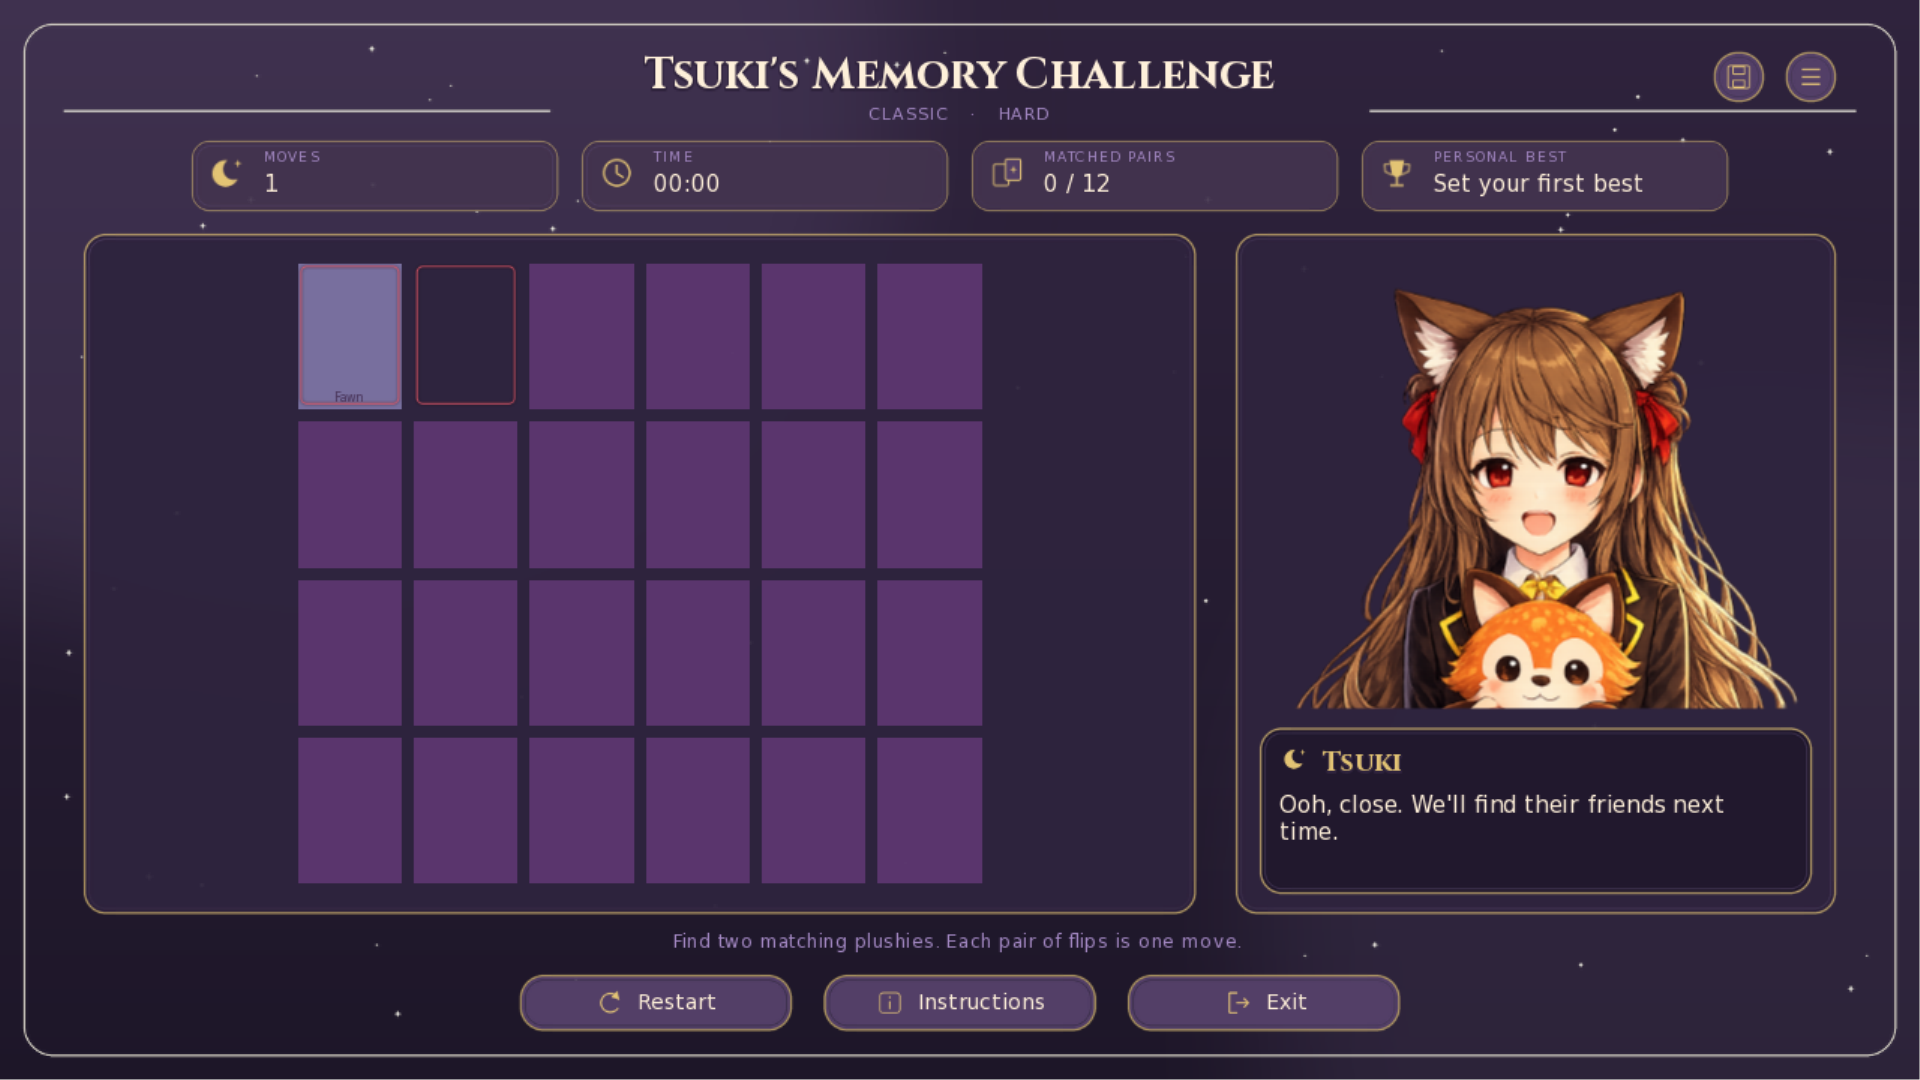 TSUKI'S MEMORY CHALLENGE
CLASSIC · HARD
MOVES
1
TIME
00:00
MATCHED PAIRS
0 / 12
PERSONAL BEST
Set your first best
Fawn
TSUKI
Ooh, close. We'll find their friends next
time.
Find two matching plushies. Each pair of flips is one move.
Restart
Instructions
Exit